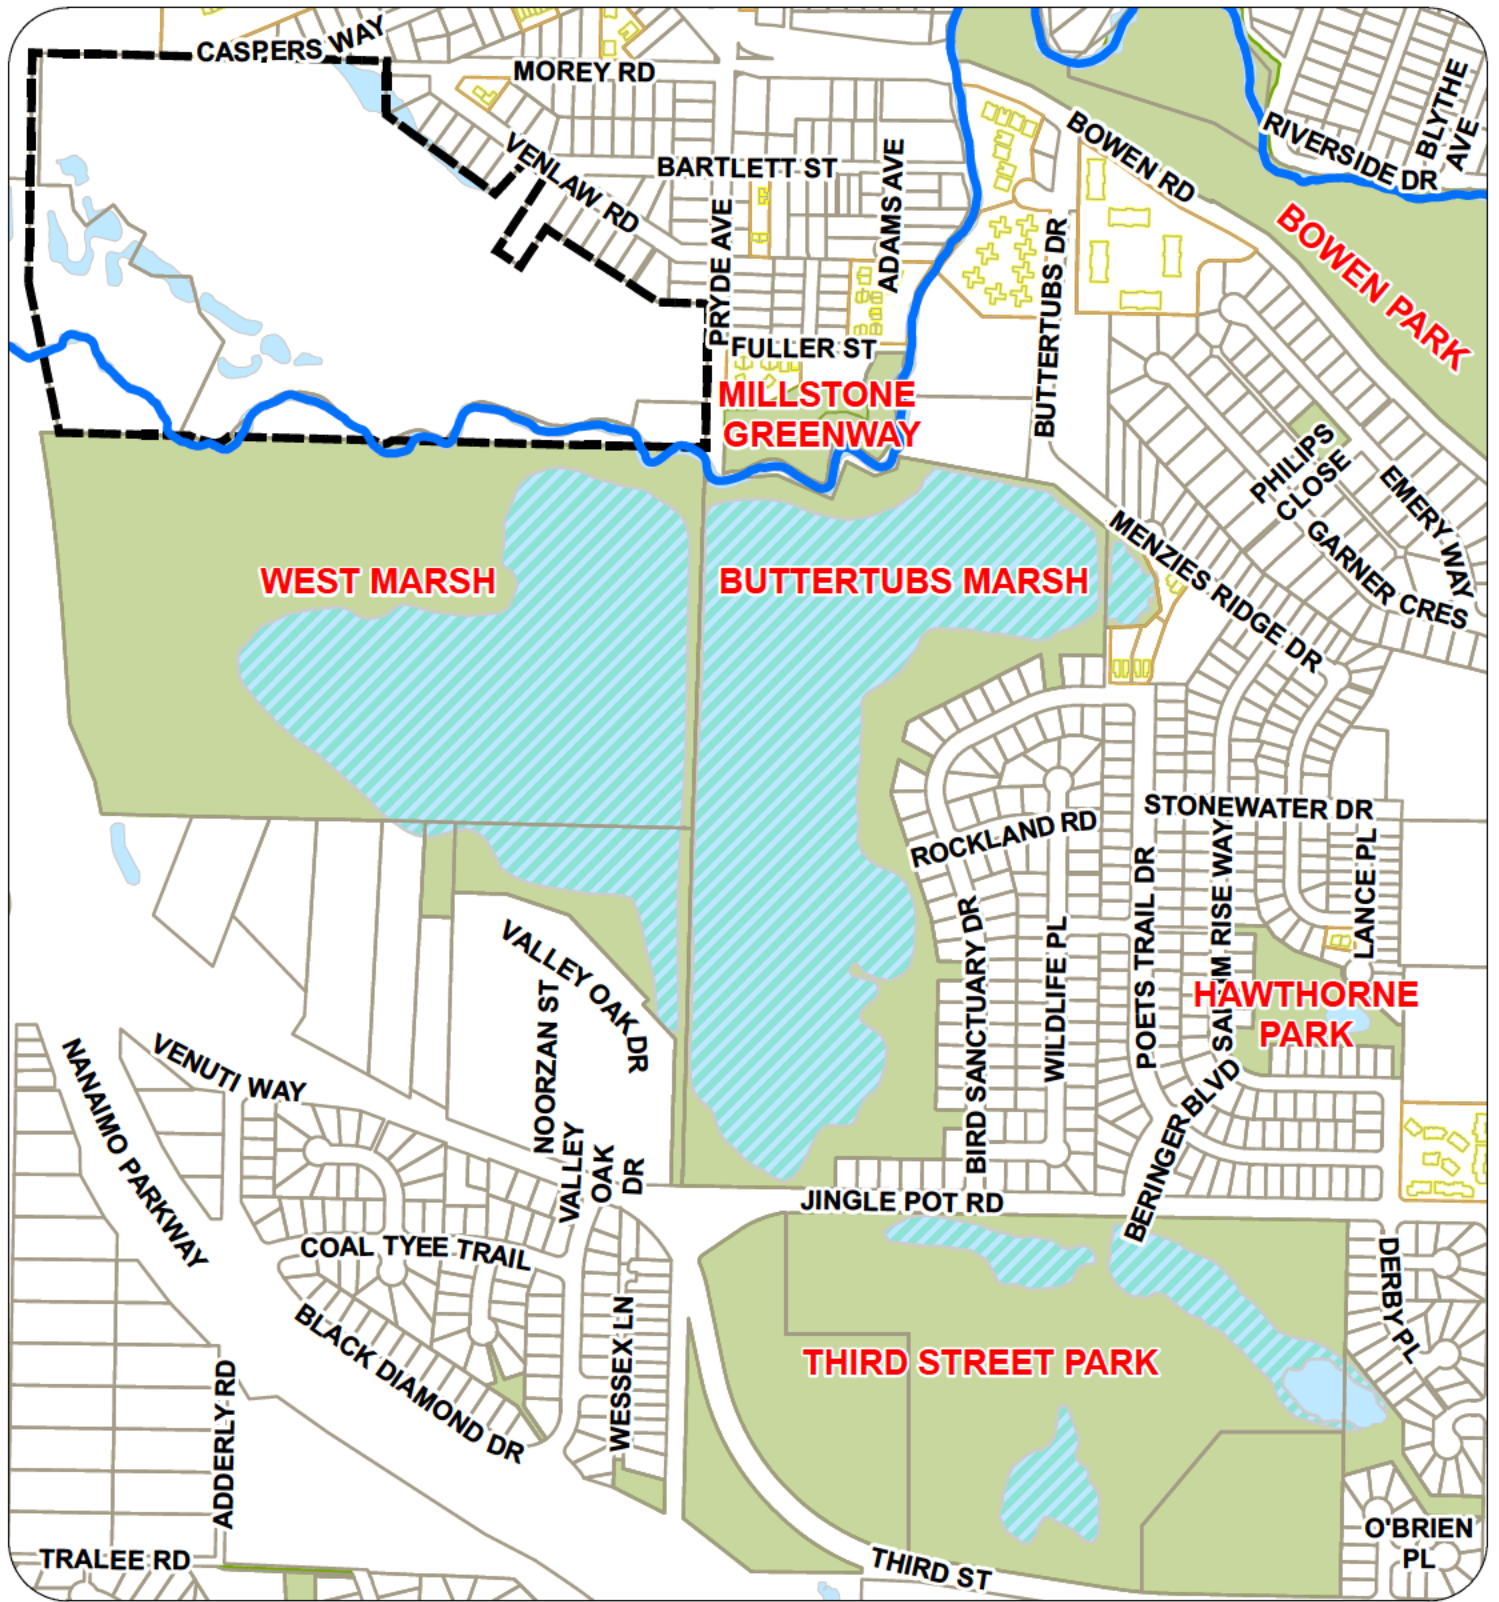 CASPERS WAY
MOREY RD
BLYTHE
AVE
RIVERSIDE DR
BOWEN RD
VENLAW RD
BARTLETT ST
ADAMS AVE
PRYDE AVE
BUTTERTUBS DR
BOWEN PARK
FULLER ST
MILLSTONE
GREENWAY
PHILIPS
CLOSE
EMERY WAY
GARNER CRES
MENZIES RIDGE DR
WEST MARSH
BUTTERTUBS MARSH
STONEWATER DR
ROCKLAND RD
LANCE PL
POETS TRAIL DR
BIRD SANCTUARY DR
WILDLIFE PL
VALLEY OAK DR
NOORZAN ST
HAWTHORNE
PARK
VENUTI WAY
NANAIMO PARKWAY
VALLEY
OAK
DR
BERINGER BLVD
JINGLE POT RD
COAL TYEE TRAIL
DERBY PL
BLACK DIAMOND DR
WESSEX LN
THIRD STREET PARK
ADDERLY RD
O'BRIEN
PL
TRALEE RD
THIRD ST